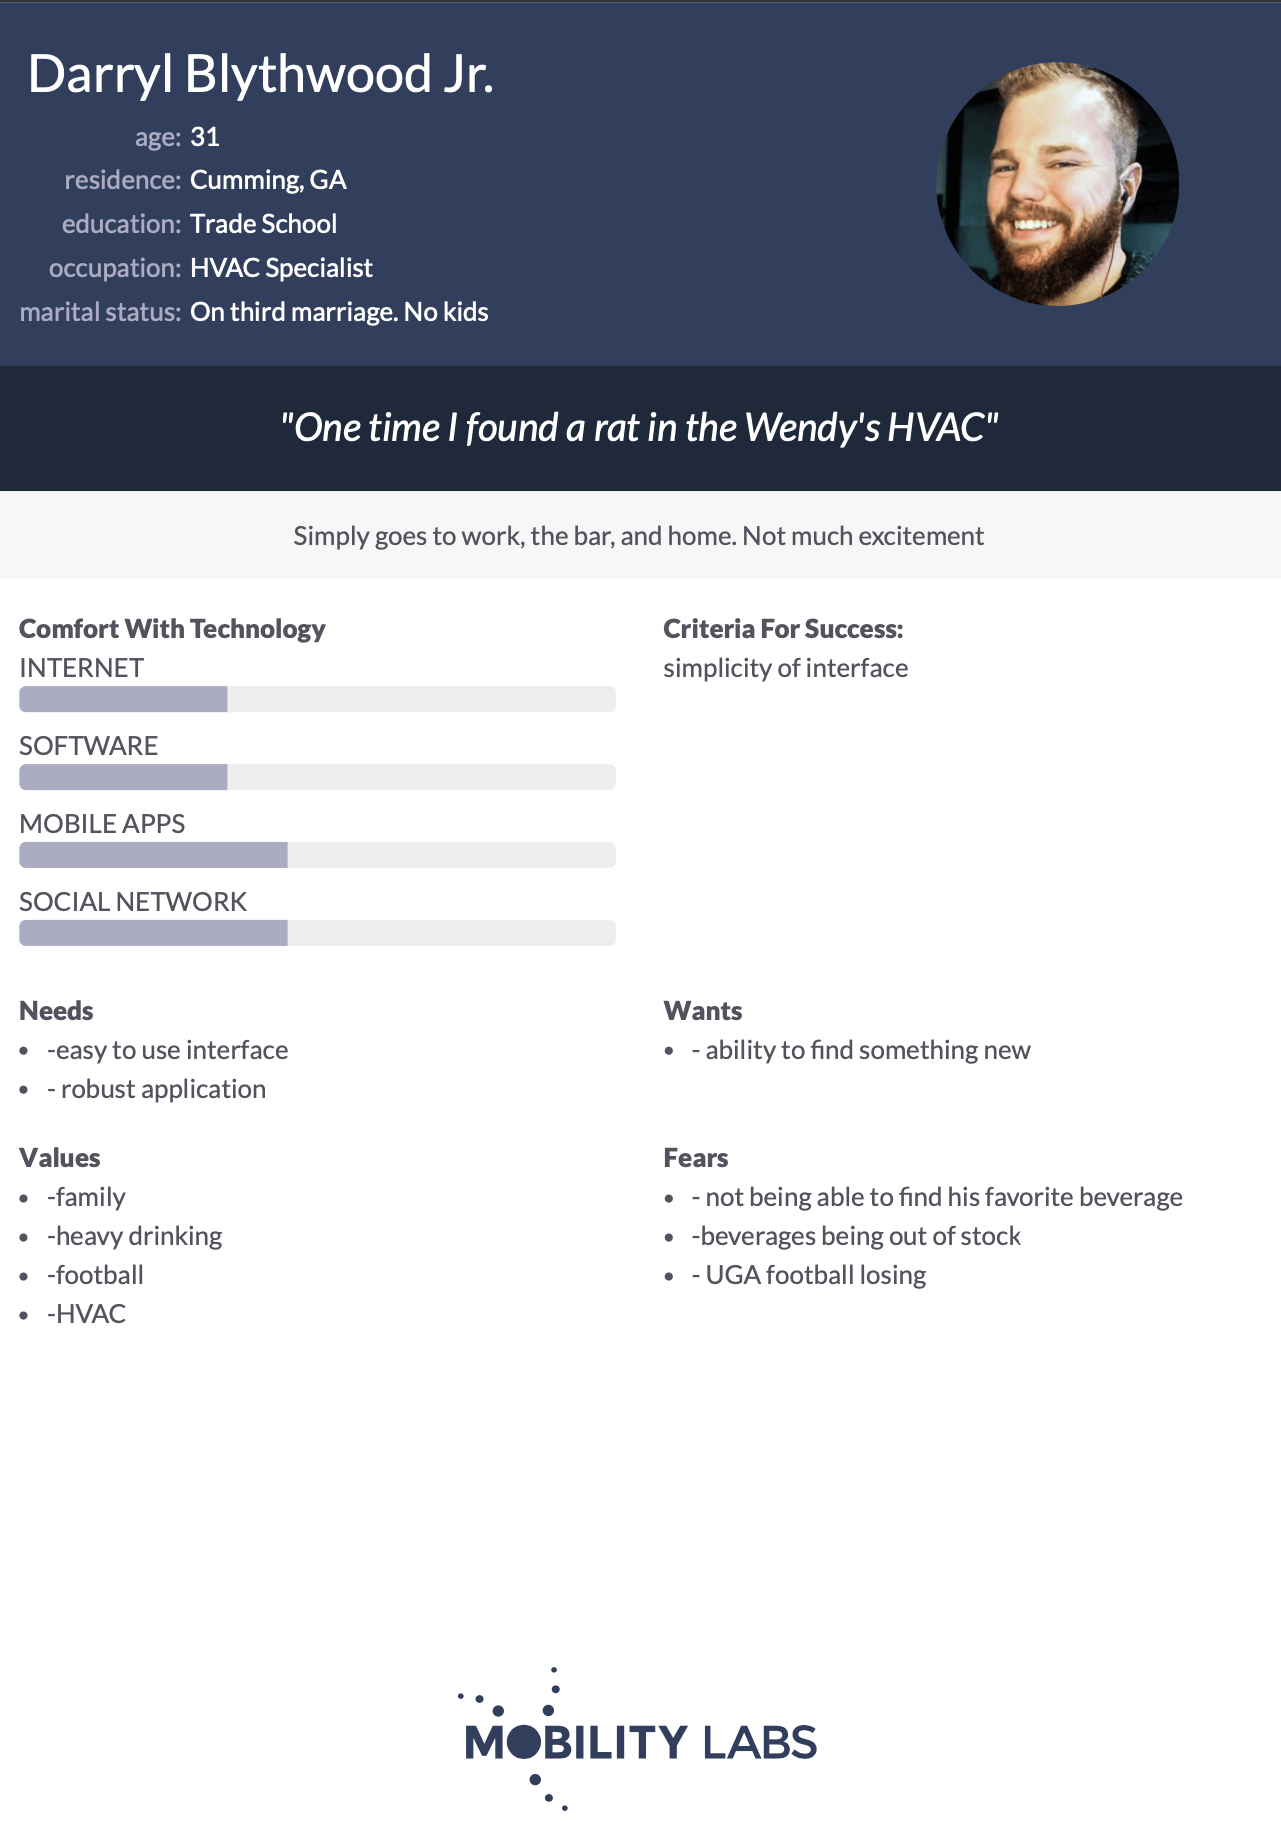 Darryl Blythwood Jr.
age: 31
residence: Cumming, GA
education: Trade School
occupation: HVAC Specialist
marital status: On third marriage. No kids
"One time I found a rat in the Wendy's HVAC"
Simply goes to work, the bar, and home. Not much excitement
Comfort With Technology
INTERNET
SOFTWARE
MOBILE APPS
SOCIAL NETWORK
Criteria For Success:
simplicity of interface
Needs
• -easy to use interface
• - robust application
Wants
• - ability to find something new
Values
• -family
• -heavy drinking
• -football
• -HVAC
Fears
• - not being able to find his favorite beverage
• -beverages being out of stock
• - UGA football losing
MOBILITY LABS